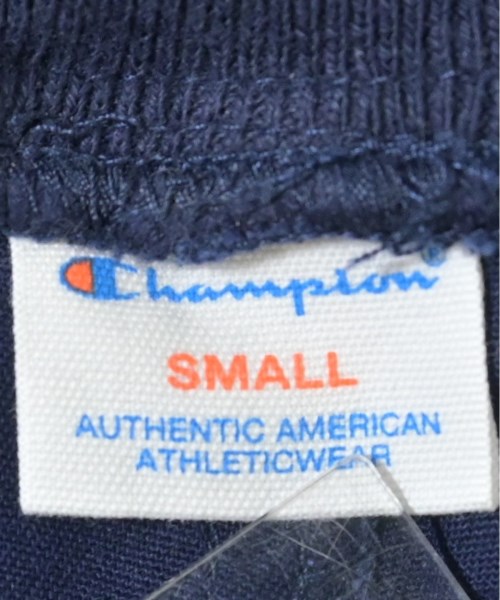 Champion
SMALL
AUTHENTIC AMERICAN
ATHLETICWEAR